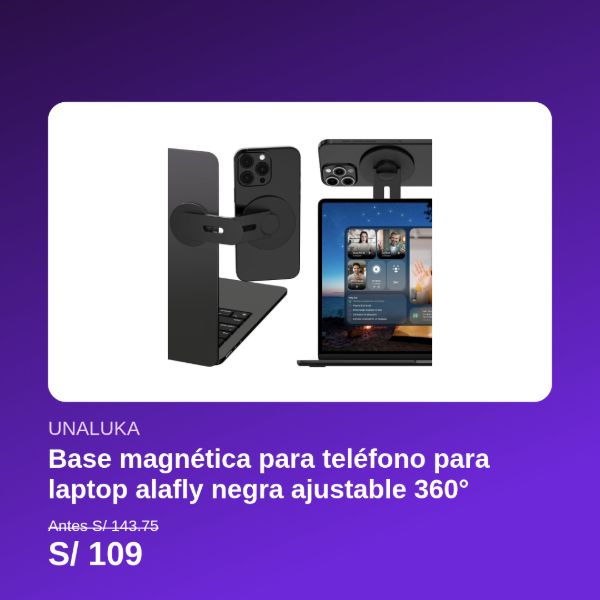 UNALUKA
Base magnética para teléfono para
laptop alafly negra ajustable 360°
Antes S/ 143.75
S/ 109